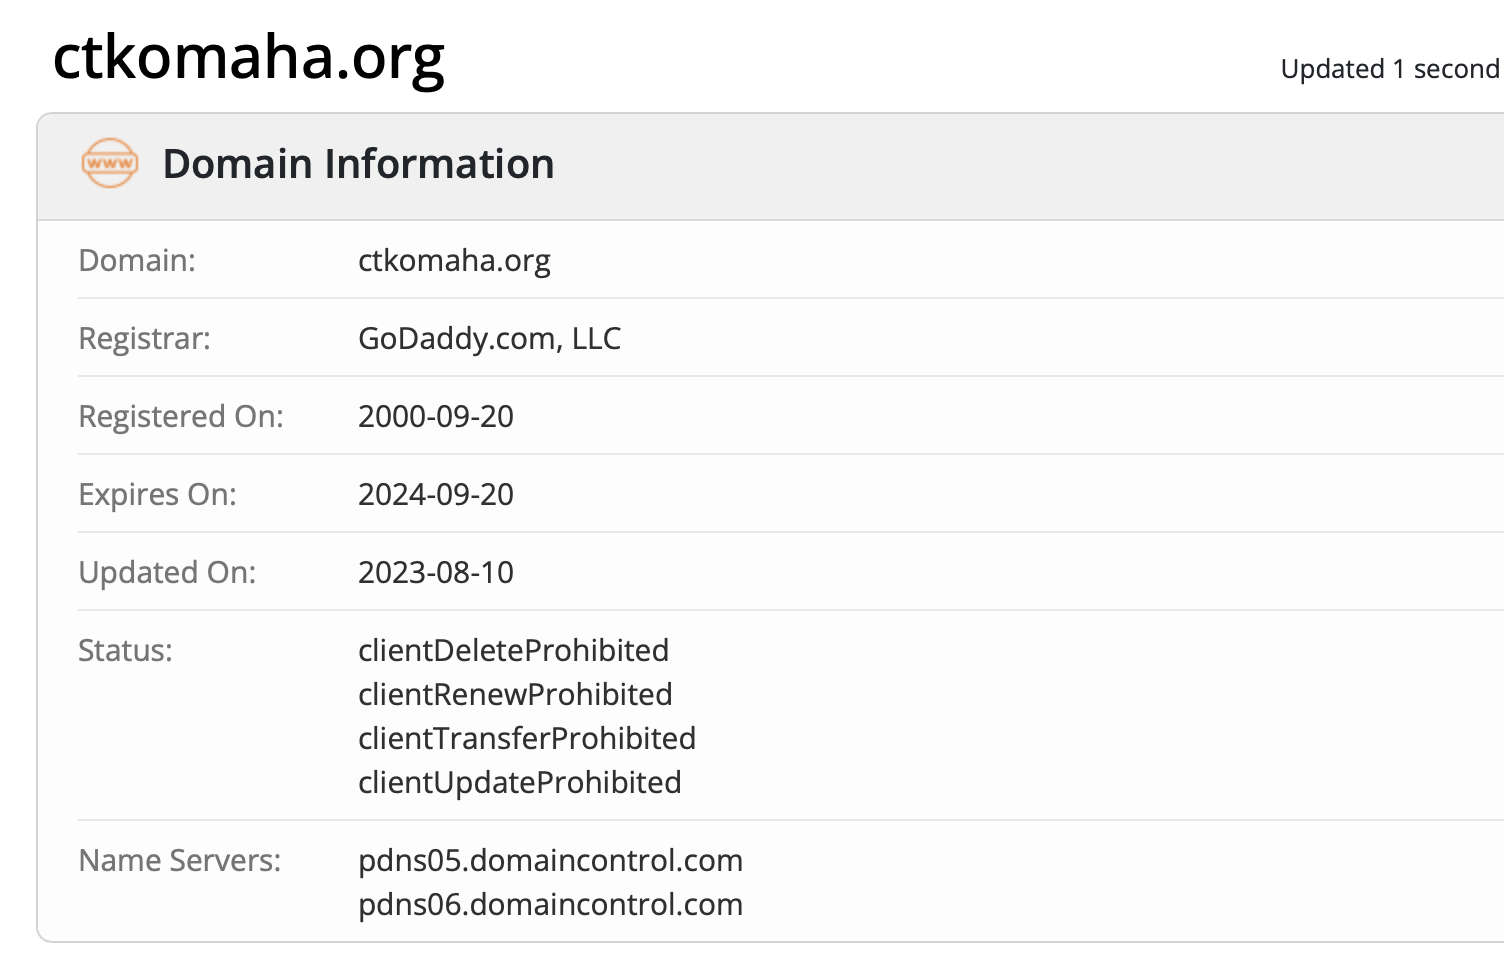 ctkomaha.org
Updated 1 second
www
Domain Information
Domain: ctkomaha.org
Registrar: GoDaddy.com, LLC
Registered On: 2000-09-20
Expires On: 2024-09-20
Updated On: 2023-08-10
Status: clientDeleteProhibited
clientRenewProhibited
clientTransferProhibited
clientUpdateProhibited
Name Servers: pdns05.domaincontrol.com
pdns06.domaincontrol.com